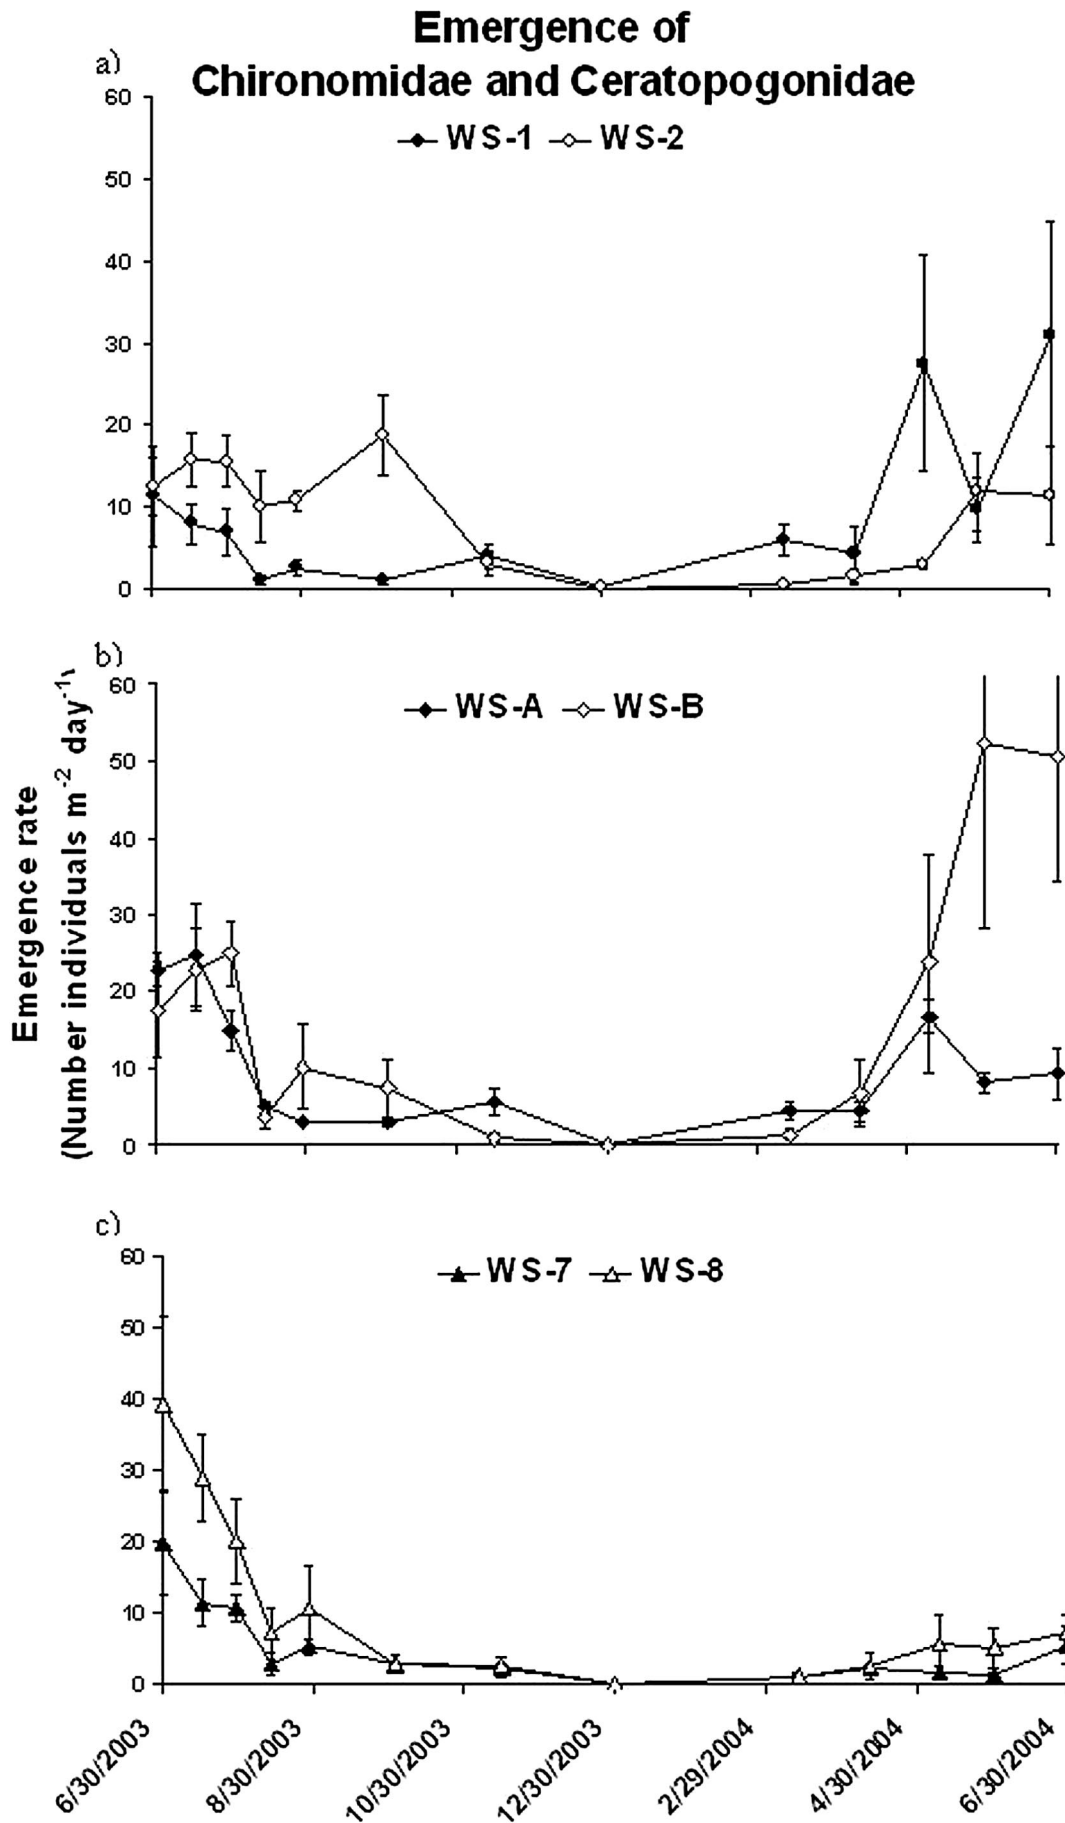 Emergence of
Chironomidae and Ceratopogonidae
a)
WS-1 WS-2
60
50
40
30
20
10
0
b)
WS-A WS-B
60
50
40
30
20
10
0
Emergence rate
(Number individuals m-2 day-1)
c)
WS-7 WS-8
60
50
40
30
20
10
0
6/30/2003
8/30/2003
10/30/2003
12/30/2003
2/29/2004
4/30/2004
6/30/2004